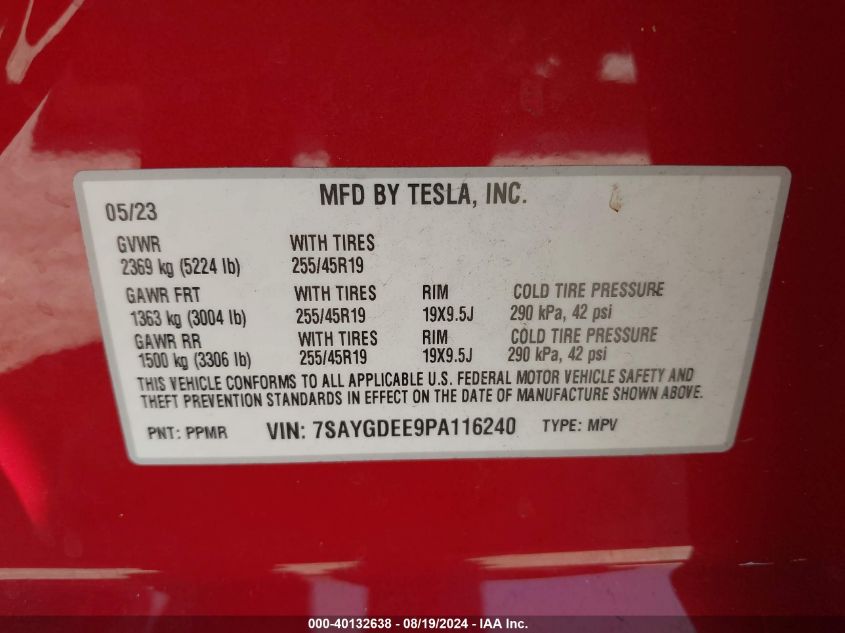 MFD BY TESLA, INC.
05/23
GVWR WITH TIRES
2369 kg (5224 lb) 255/45R19
GAWR FRT WITH TIRES RIM COLD TIRE PRESSURE
1363 kg (3004 lb) 255/45R19 19X9.5J 290 kPa, 42 psi
GAWR RR WITH TIRES RIM COLD TIRE PRESSURE
1500 kg (3306 lb) 255/45R19 19X9.5J 290 kPa, 42 psi
THIS VEHICLE CONFORMS TO ALL APPLICABLE U.S. FEDERAL MOTOR VEHICLE SAFETY AND
THEFT PREVENTION STANDARDS IN EFFECT ON THE DATE OF MANUFACTURE SHOWN ABOVE.
PNT: PPMR VIN: 7SAYGDEE9PA116240 TYPE: MPV
000-40132638 - 08/19/2024 - IAA Inc.